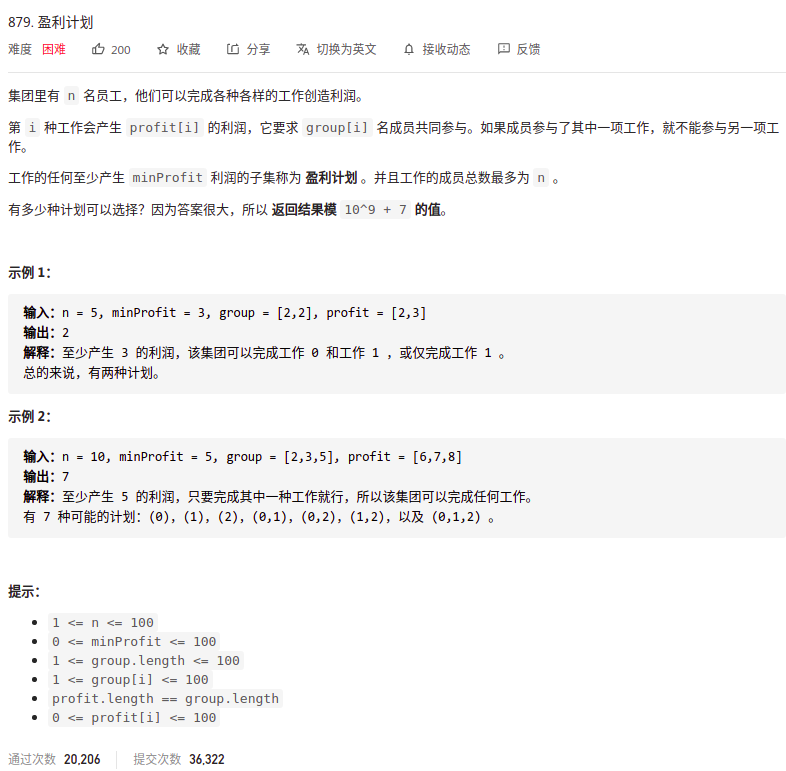 879. 盈利计划
难度 困难 200 收藏 分享 切换为英文 接收动态 反馈
集团里有 n 名员工，他们可以完成各种各样的工作创造利润。
第 i 种工作会产生 profit[i] 的利润，它要求 group[i] 名成员共同参与。如果成员参与了其中一项工作，就不能参与另一项工
作。
工作的任何至少产生 minProfit 利润的子集称为 盈利计划 。并且工作的成员总数最多为 n 。
有多少种计划可以选择？因为答案很大，所以 返回结果模 10^9 + 7 的值。
示例 1：
输入：n = 5, minProfit = 3, group = [2,2], profit = [2,3]
输出：2
解释：至少产生 3 的利润，该集团可以完成工作 0 和工作 1 ，或仅完成工作 1 。
总的来说，有两种计划。
示例 2：
输入：n = 10, minProfit = 5, group = [2,3,5], profit = [6,7,8]
输出：7
解释：至少产生 5 的利润，只要完成其中一种工作就行，所以该集团可以完成任何工作。
有 7 种可能的计划：(0)，(1)，(2)，(0,1)，(0,2)，(1,2)，以及 (0,1,2) 。
提示：
1 <= n <= 100
0 <= minProfit <= 100
1 <= group.length <= 100
1 <= group[i] <= 100
profit.length == group.length
0 <= profit[i] <= 100
通过次数 20,206 提交次数 36,322